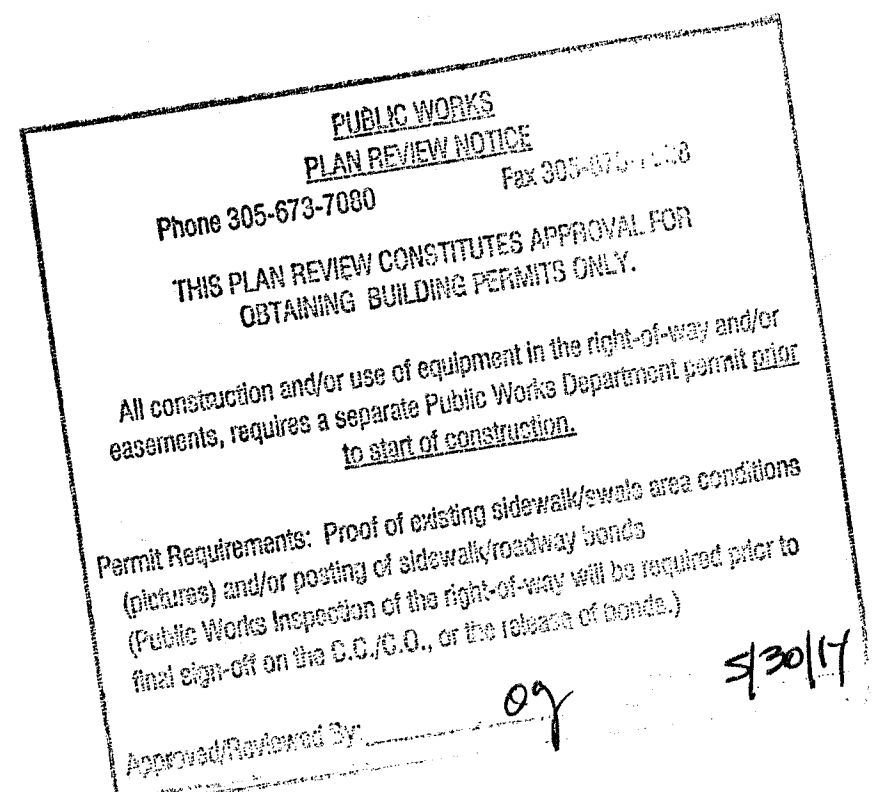 PUBLIC WORKS
PLAN REVIEW NOTICE
Phone 305-673-7080 Fax
THIS PLAN REVIEW CONSTITUTES APPROVAL FOR
OBTAINING BUILDING PERMITS ONLY.
All construction and/or use of equipment in the right-of-way and/or
easements, requires a separate Public Works Department permit prior
to start of construction.
Permit Requirements: Proof of existing sidewalk/swale area conditions
(pictures) and/or posting of sidewalk/roadway bonds
(Public Works Inspection of the right-of-way will be required prior to
final sign-off on the C.C./C.O., or the release of bonds.)
Approved/Reviewed By:
5/30/17